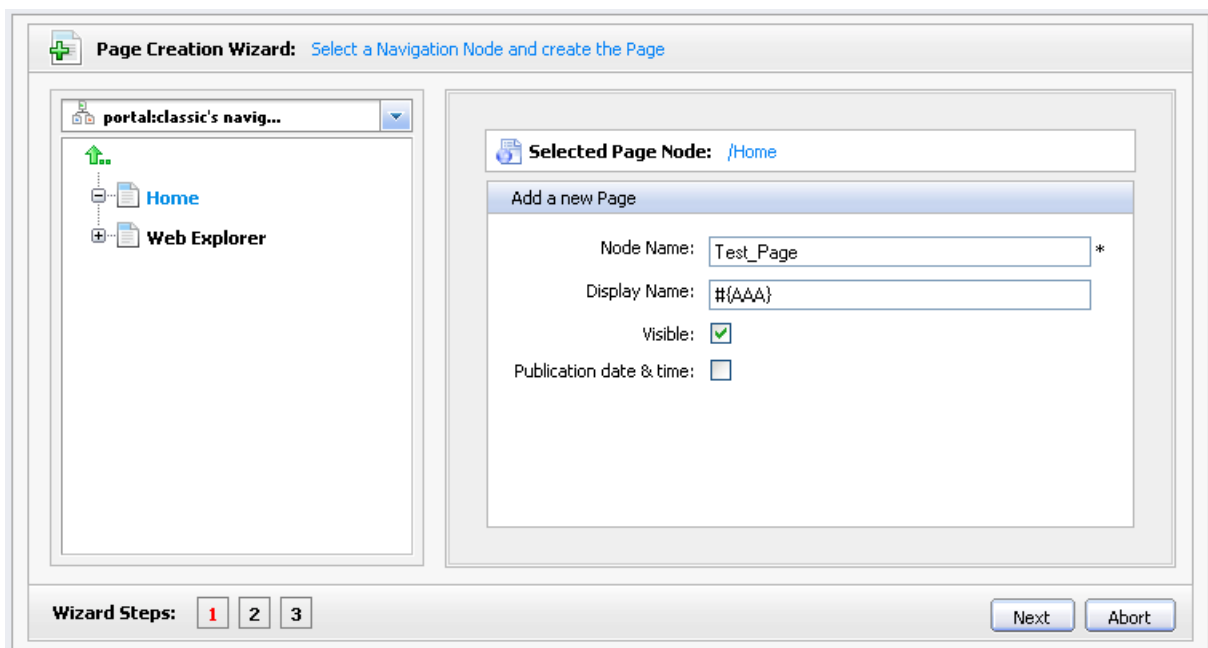 Page Creation Wizard: Select a Navigation Node and create the Page
portal:classic's navig...
Home
Web Explorer
Selected Page Node: /Home
Add a new Page
Node Name: Test_Page *
Display Name: #{AAA}
Visible:
Publication date & time:
Wizard Steps: 1 2 3
Next Abort